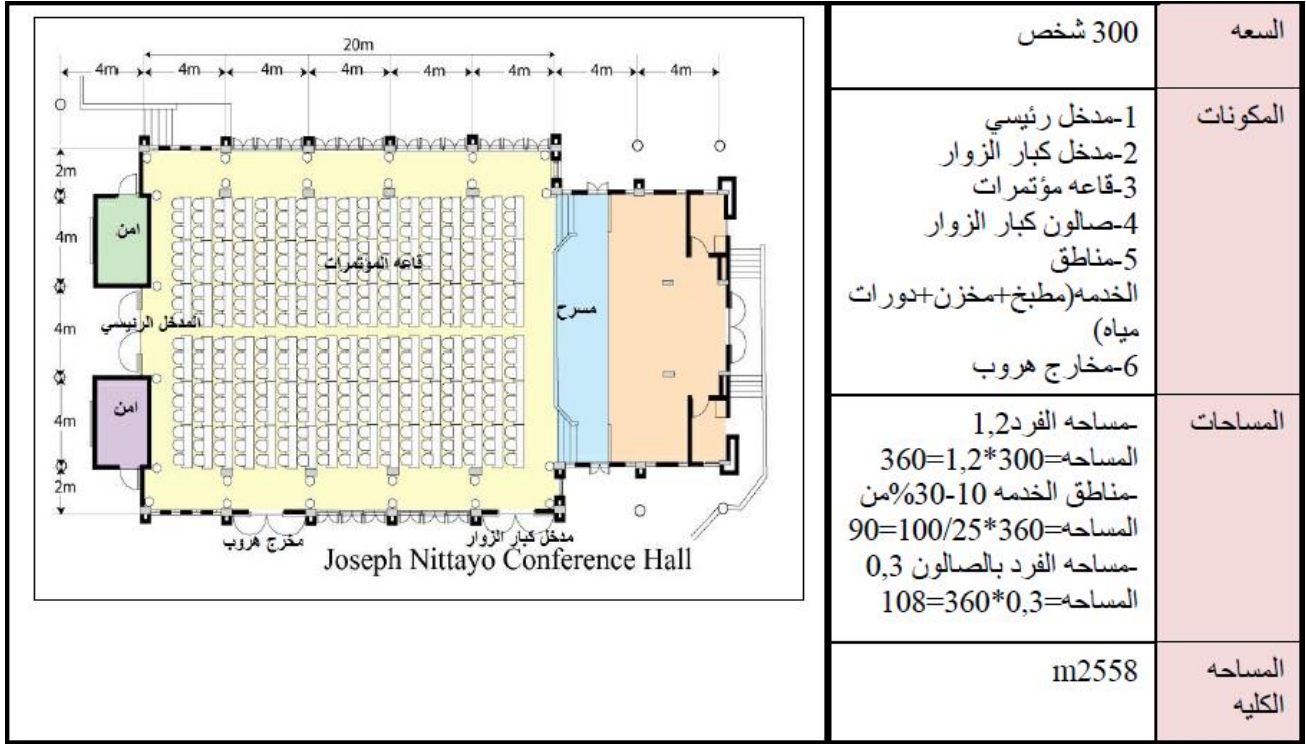 السعه
300 شخص
المكونات
1-مدخل رئيسي
2-مدخل كبار الزوار
3-قاعه مؤتمرات
4-صالون كبار الزوار
5-مناطق
الخدمه(مطبخ+مخزن+دورات
مياه)
6-مخارج هروب
المساحات
-مساحه الفرد1,2
المساحه=300*1,2=360
-مناطق الخدمه 10-30%من
المساحه=360*25/100=90
-مساحه الفرد بالصالون 0,3
المساحه=0,3*360=108
المساحه
الكليه
m2558
20m
4m 4m 4m 4m 4m 4m 4m 4m
2m
4m
4m
4m
2m
امن
قاعه المؤتمرات
مسرح
المدخل الرئيسي
امن
مخرج هروب
مدخل كبار الزوار
Joseph Nittayo Conference Hall